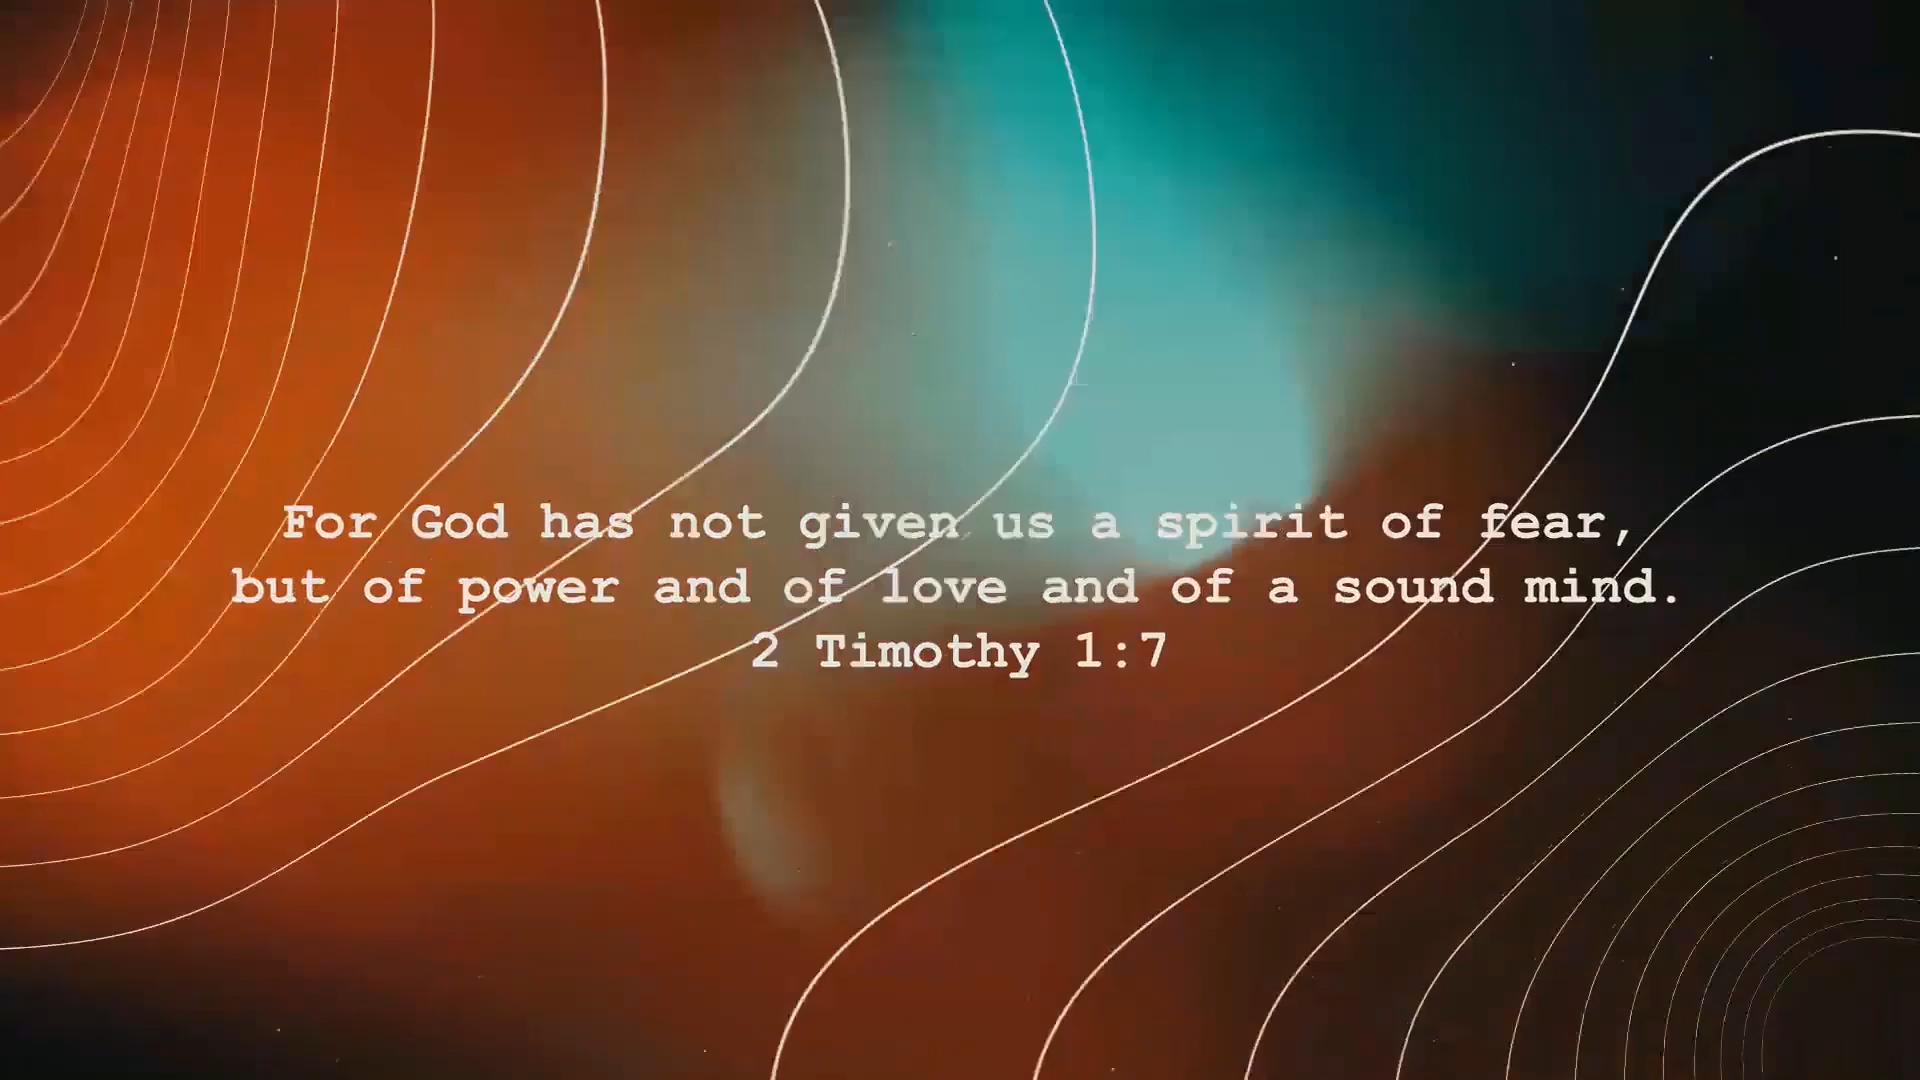 For God has not given us a spirit of fear,
but of power and of love and of a sound mind.
2 Timothy 1:7